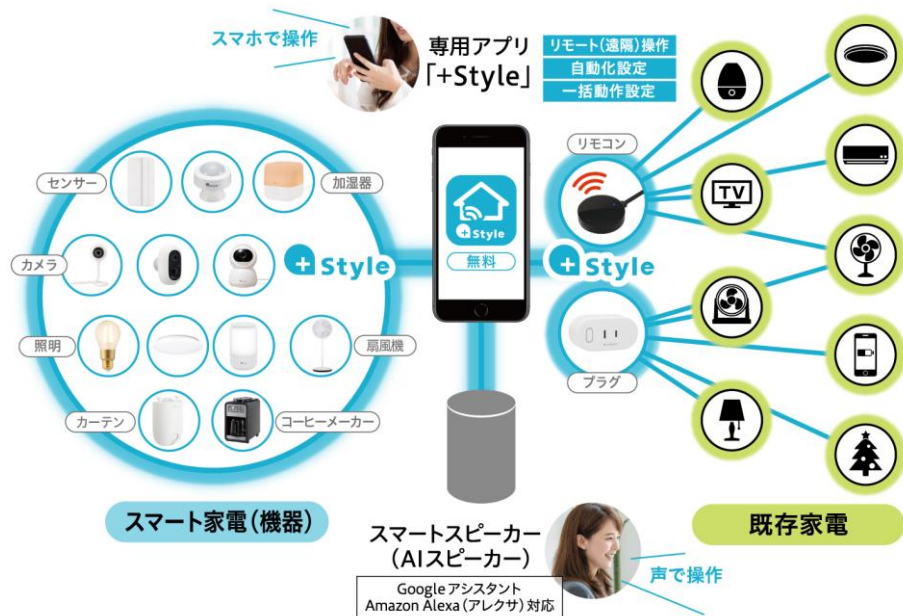 スマホで操作
専用アプリ
「+Style」
リモート(遠隔)操作
自動化設定
一括動作設定
センサー
加湿器
カメラ
照明
扇風機
カーテン
コーヒーメーカー
+Style
+Style
無料
+Style
リモコン
プラグ
TV
スマート家電(機器)
スマートスピーカー
(AIスピーカー)
Googleアシスタント
Amazon Alexa(アレクサ)対応
声で操作
既存家電